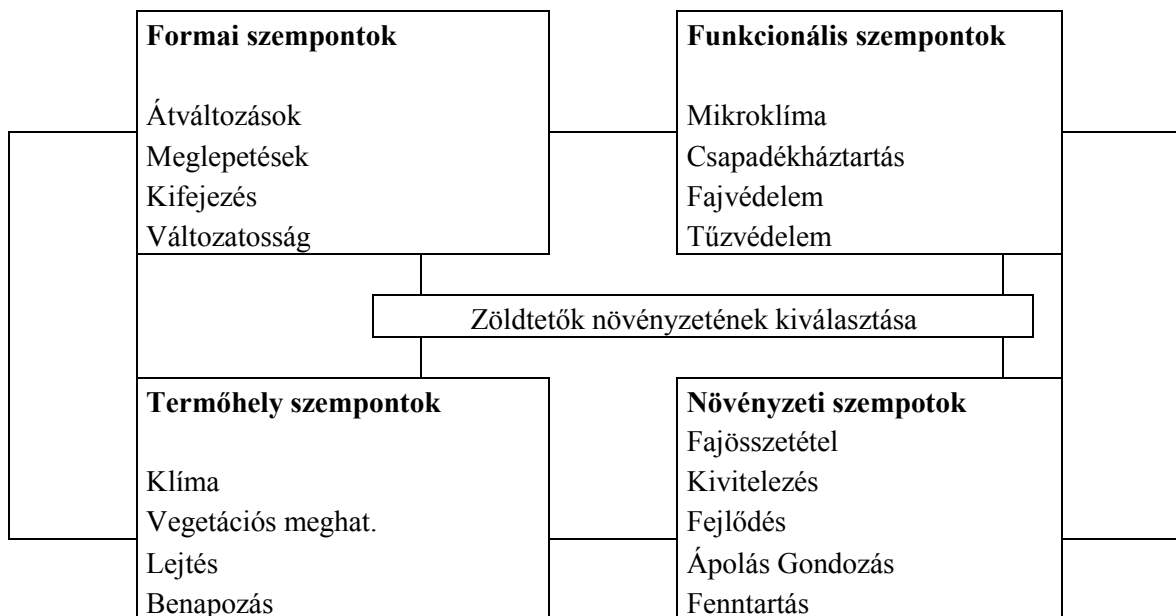 Formai szempontok
Átváltozások
Meglepetések
Kifejezés
Változatosság
Funkcionális szempontok
Mikroklíma
Csapadékháztartás
Fajvédelem
Tűzvédelem
Zöldtetők növényzetének kiválasztása
Termőhely szempontok
Klíma
Vegetációs meghat.
Lejtés
Benapozás
Növényzeti szempotok
Fajösszetétel
Kivitelezés
Fejlődés
Ápolás Gondozás
Fenntartás